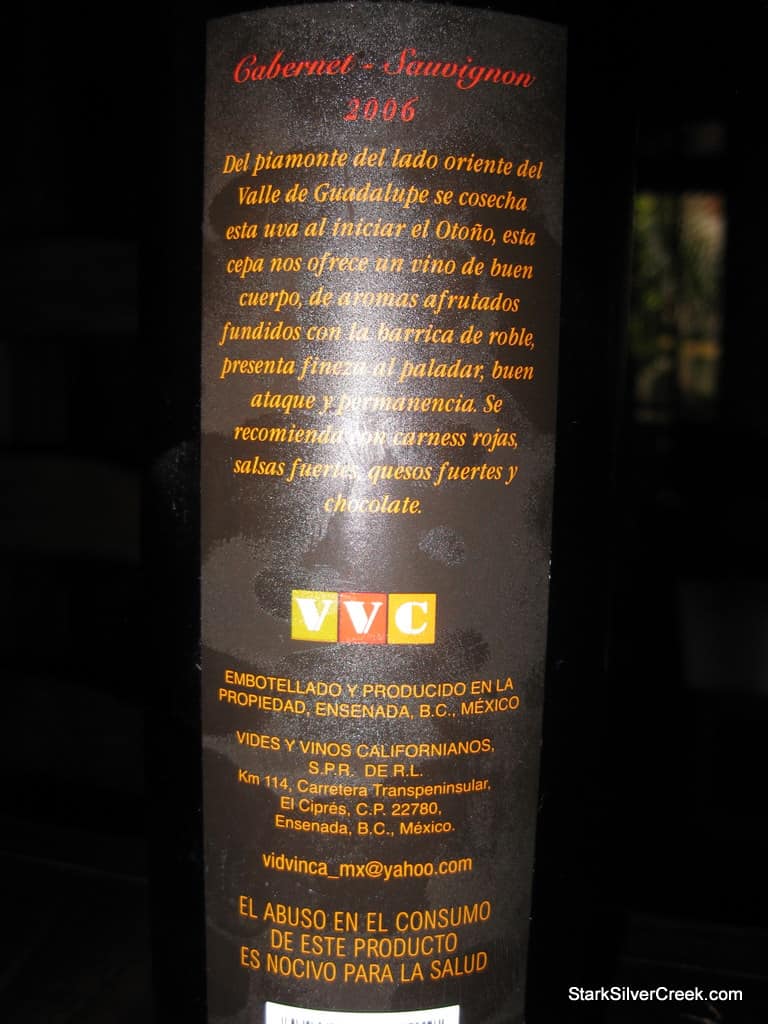 Cabernet - Sauvignon
2006
Del piamonte del lado oriente del
Valle de Guadalupe se cosecha
esta uva al iniciar el Otoño, esta
cepa nos ofrece un vino de buen
cuerpo, de aromas afrutados
fundidos con la barrica de roble,
presenta fineza al paladar, buen
ataque y permanencia. Se
recomienda con carness rojas,
salsas fuertes, quesos fuertes y
chocolate.
VVC
EMBOTELLADO Y PRODUCIDO EN LA
PROPIEDAD, ENSENADA, B.C., MÉXICO
VIDES Y VINOS CALIFORNIANOS,
S.P.R. DE R.L.
Km 114, Carretera Transpeninsular,
El Ciprés, C.P. 22780,
Ensenada, B.C., México.
vidvinca_mx@yahoo.com
EL ABUSO EN EL CONSUMO
DE ESTE PRODUCTO
ES NOCIVO PARA LA SALUD
StarkSilverCreek.com